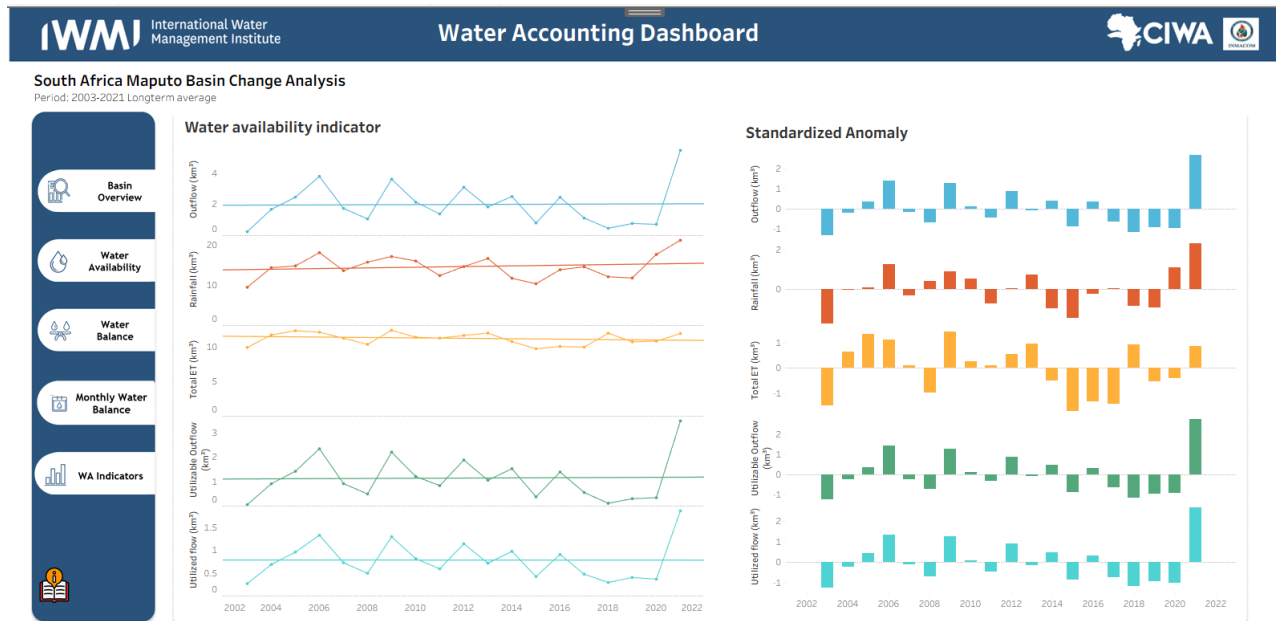 IWMI
International Water
Management Institute
Water Accounting Dashboard
CIWA
INMACOM
South Africa Maputo Basin Change Analysis
Period: 2003-2021 Longterm average
Basin
Overview
Water
Availability
Water
Balance
Monthly Water
Balance
WA Indicators
Water availability indicator
Outflow (km³)
4
2
0
Rainfall (km³)
20
10
0
Total ET (km³)
10
5
0
Utilizable Outflow
(km³)
3
2
1
0
Utilized flow (km³)
1.5
1
0.5
0
2002 2004 2006 2008 2010 2012 2014 2016 2018 2020 2022
Standardized Anomaly
Outflow (km³)
2
1
0
-1
Rainfall (km³)
2
0
Total ET (km³)
1
0
-1
Utilizable Outflow
(km³)
2
1
0
-1
Utilized flow (km³)
2
1
0
-1
2002 2004 2006 2008 2010 2012 2014 2016 2018 2020 2022